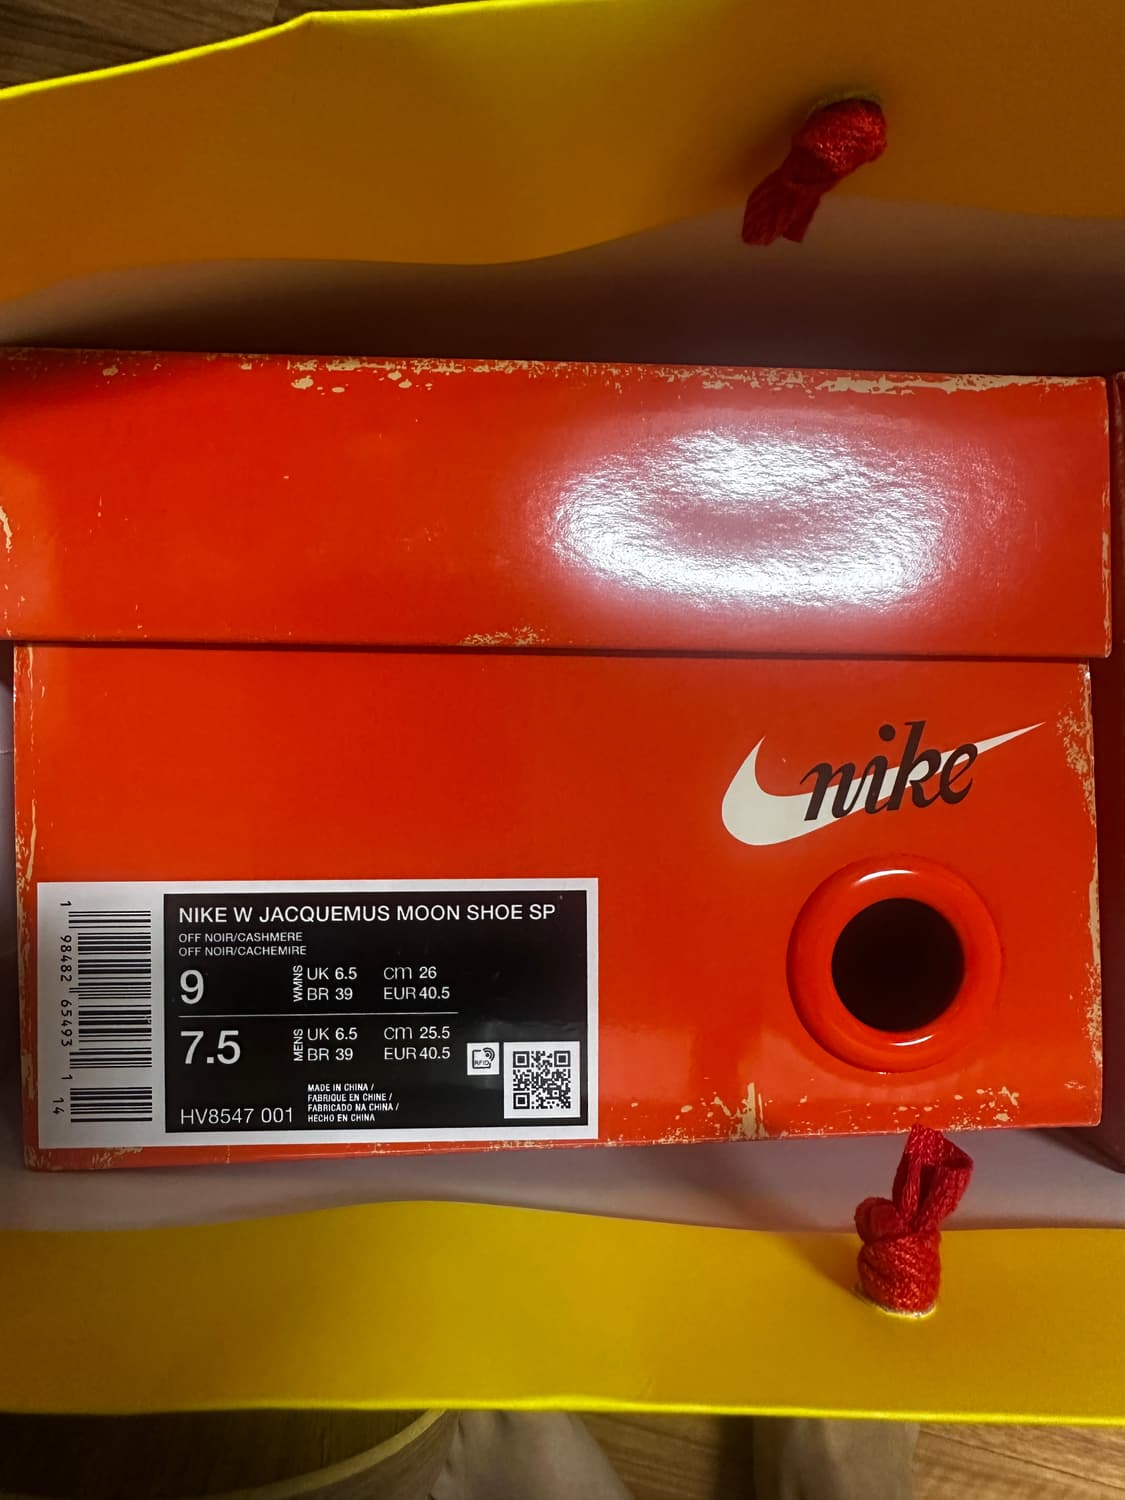 nike
NIKE W JACQUEMUS MOON SHOE SP
OFF NOIR/CASHMERE
OFF NOIR/CACHEMIRE
9 WMNS UK 6.5 cm 26
BR 39 EUR 40.5
7.5 MENS UK 6.5 cm 25.5
BR 39 EUR 40.5
RFID
MADE IN CHINA /
FABRIQUE EN CHINE /
FABRICADO NA CHINA /
HV8547 001 HECHO EN CHINA
1 98482 65493 1 14